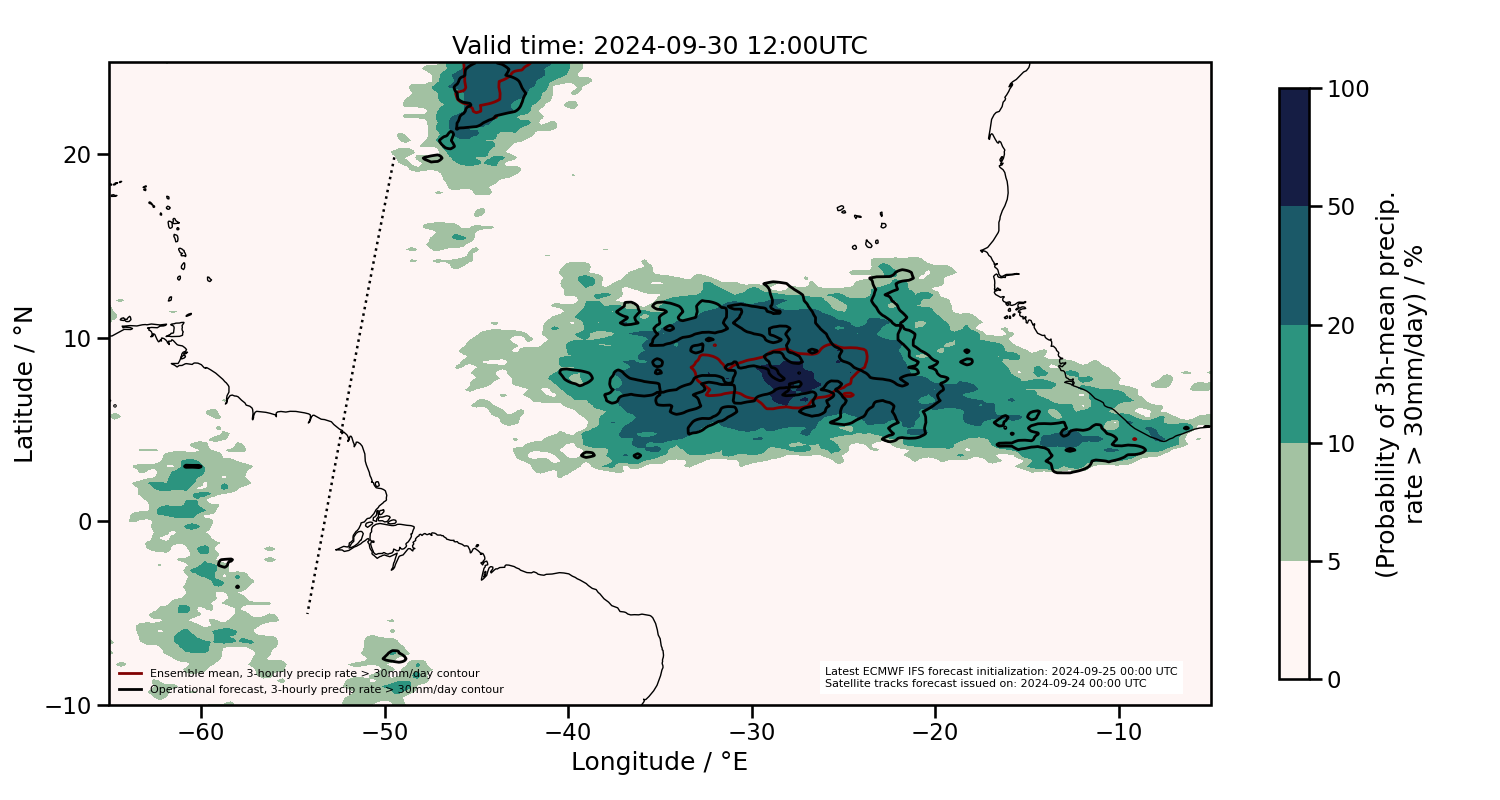 Valid time: 2024-09-30 12:00UTC
Latitude / °N
20
10
0
−10
−60
−50
−40
−30
−20
−10
Longitude / °E
Ensemble mean, 3-hourly precip rate > 30mm/day contour
Operational forecast, 3-hourly precip rate > 30mm/day contour
Latest ECMWF IFS forecast initialization: 2024-09-25 00:00 UTC
Satellite tracks forecast issued on: 2024-09-24 00:00 UTC
100
50
20
10
5
0
(Probability of 3h-mean precip.
rate > 30mm/day) / %